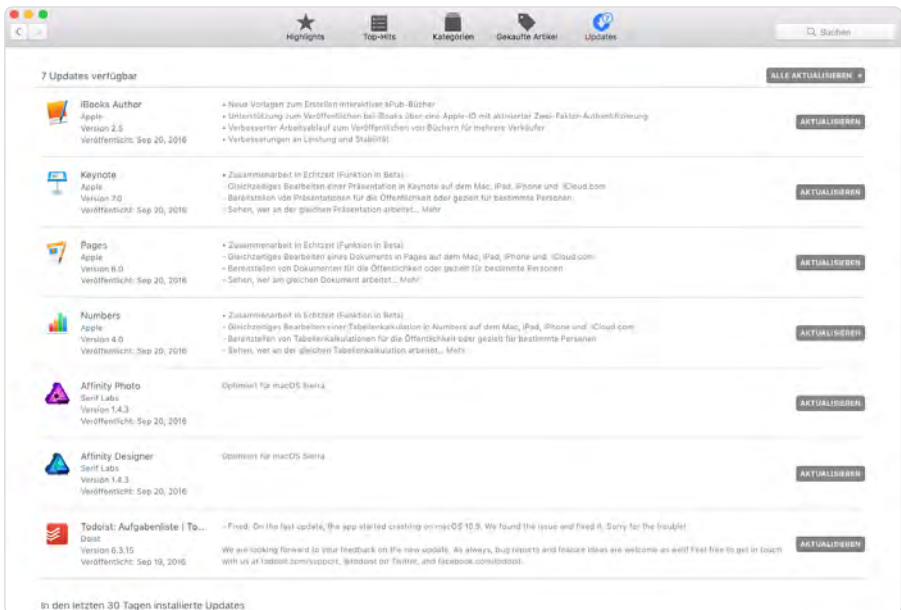 Highlights
Top-Hits
Kategorien
Gekaufte Artikel
Updates
Suchen
7 Updates verfügbar
ALLE AKTUALISIEREN
iBooks Author
Apple
Version 2.5
Veröffentlicht: Sep 20, 2016
• Neue Vorlagen zum Erstellen interaktiver ePub-Bücher
• Unterstützung zum Veröffentlichen bei iBooks über eine Apple-ID mit aktivierter Zwei-Faktor-Authentifizierung
• Verbesserter Arbeitsablauf zum Veröffentlichen von Büchern für mehrere Verkäufer
• Verbesserungen an Leistung und Stabilität
AKTUALISIEREN
Keynote
Apple
Version 7.0
Veröffentlicht: Sep 20, 2016
• Zusammenarbeit in Echtzeit (Funktion in Beta)
- Gleichzeitiges Bearbeiten einer Präsentation in Keynote auf dem Mac, iPad, iPhone und iCloud.com
- Bereitstellen von Präsentationen für die Öffentlichkeit oder gezielt für bestimmte Personen
- Sehen, wer an der gleichen Präsentation arbeitet... Mehr
AKTUALISIEREN
Pages
Apple
Version 6.0
Veröffentlicht: Sep 20, 2016
• Zusammenarbeit in Echtzeit (Funktion in Beta)
- Gleichzeitiges Bearbeiten eines Dokuments in Pages auf dem Mac, iPad, iPhone und iCloud.com
- Bereitstellen von Dokumenten für die Öffentlichkeit oder gezielt für bestimmte Personen
- Sehen, wer am gleichen Dokument arbeitet... Mehr
AKTUALISIEREN
Numbers
Apple
Version 4.0
Veröffentlicht: Sep 20, 2016
• Zusammenarbeit in Echtzeit (Funktion in Beta)
- Gleichzeitiges Bearbeiten einer Tabellenkalkulation in Numbers auf dem Mac, iPad, iPhone und iCloud.com
- Bereitstellen von Tabellenkalkulationen für die Öffentlichkeit oder gezielt für bestimmte Personen
- Sehen, wer an der gleichen Tabellenkalkulation arbeitet... Mehr
AKTUALISIEREN
Affinity Photo
Serif Labs
Version 1.4.3
Veröffentlicht: Sep 20, 2016
Optimiert für macOS Sierra
AKTUALISIEREN
Affinity Designer
Serif Labs
Version 1.4.3
Veröffentlicht: Sep 20, 2016
Optimiert für macOS Sierra
AKTUALISIEREN
Todoist: Aufgabenliste | To...
Doist
Version 6.3.15
Veröffentlicht: Sep 19, 2016
- Fixed: On the last update, the app started crashing on macOS 10.9. We found the issue and fixed it. Sorry for the trouble!
We are looking forward to your feedback on the new update. As always, bug reports and feature ideas are welcome as well! Feel free to get in touch
with us at todoist.com/support, @todoist on Twitter, and facebook.com/todoist.
AKTUALISIEREN
In den letzten 30 Tagen installierte Updates